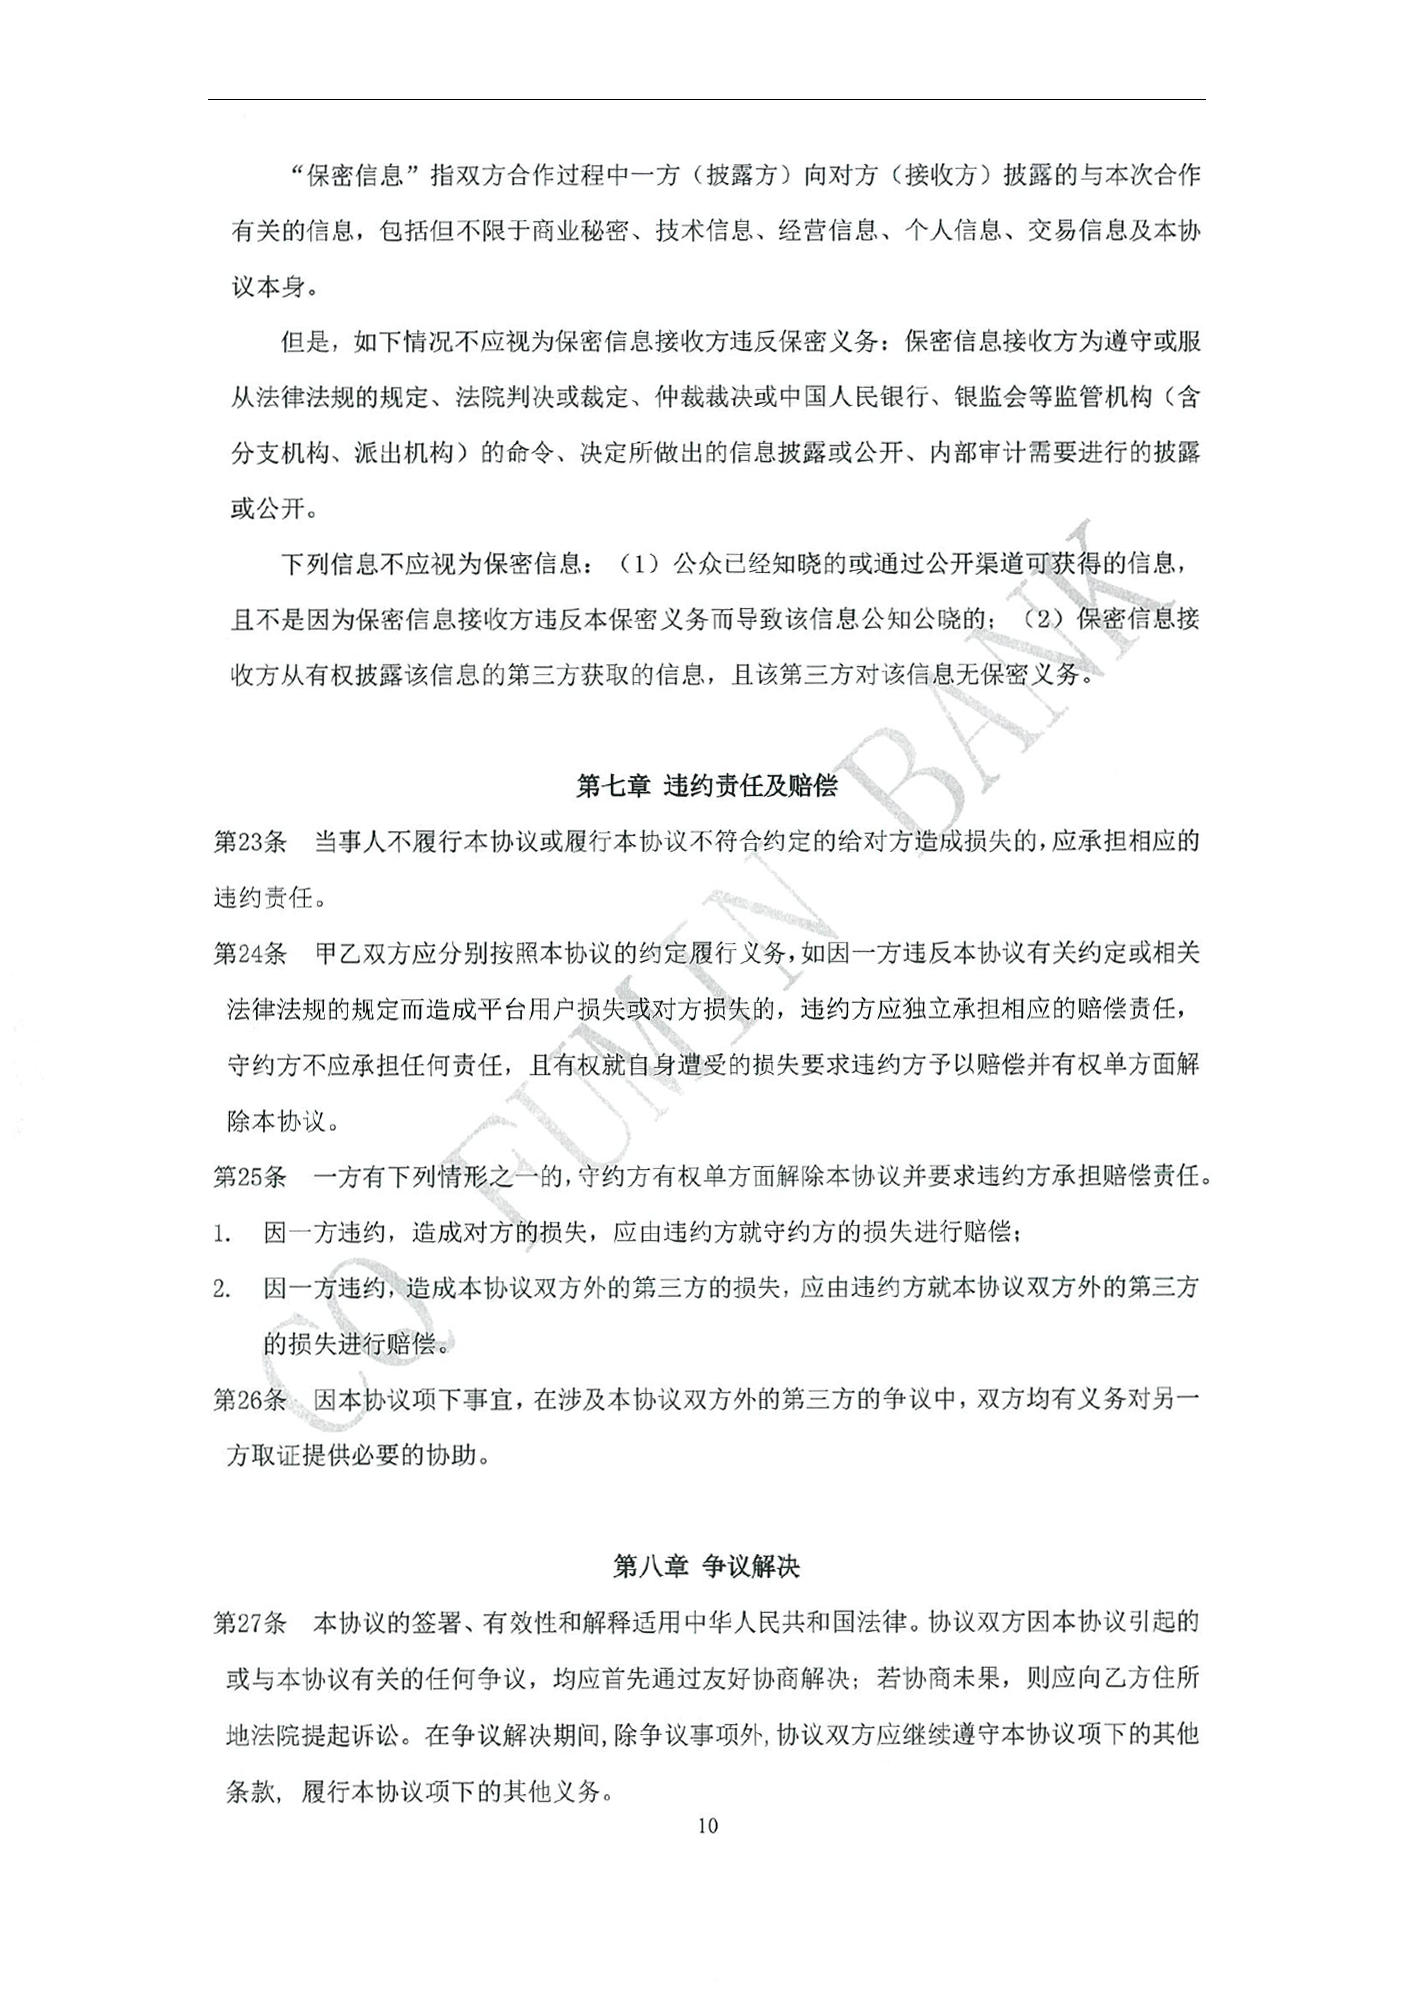 “保密信息”指双方合作过程中一方（披露方）向对方（接收方）披露的与本次合作
有关的信息，包括但不限于商业秘密、技术信息、经营信息、个人信息、交易信息及本协
议本身。
但是，如下情况不应视为保密信息接收方违反保密义务：保密信息接收方为遵守或服
从法律法规的规定、法院判决或裁定、仲裁裁决或中国人民银行、银监会等监管机构（含
分支机构、派出机构）的命令、决定所做出的信息披露或公开、内部审计需要进行的披露
或公开。
下列信息不应视为保密信息：（1）公众已经知晓的或通过公开渠道可获得的信息，
且不是因为保密信息接收方违反本保密义务而导致该信息公知公晓的；（2）保密信息接
收方从有权披露该信息的第三方获取的信息，且该第三方对该信息无保密义务。
第七章 违约责任及赔偿
第23条 当事人不履行本协议或履行本协议不符合约定的给对方造成损失的，应承担相应的
违约责任。
第24条 甲乙双方应分别按照本协议的约定履行义务，如因一方违反本协议有关约定或相关
法律法规的规定而造成平台用户损失或对方损失的，违约方应独立承担相应的赔偿责任，
守约方不应承担任何责任，且有权就自身遭受的损失要求违约方予以赔偿并有权单方面解
除本协议。
第25条 一方有下列情形之一的，守约方有权单方面解除本协议并要求违约方承担赔偿责任。
1. 因一方违约，造成对方的损失，应由违约方就守约方的损失进行赔偿；
2. 因一方违约，造成本协议双方外的第三方的损失，应由违约方就本协议双方外的第三方
的损失进行赔偿。
第26条 因本协议项下事宜，在涉及本协议双方外的第三方的争议中，双方均有义务对另一
方取证提供必要的协助。
第八章 争议解决
第27条 本协议的签署、有效性和解释适用中华人民共和国法律。协议双方因本协议引起的
或与本协议有关的任何争议，均应首先通过友好协商解决；若协商未果，则应向乙方住所
地法院提起诉讼。在争议解决期间，除争议事项外，协议双方应继续遵守本协议项下的其他
条款，履行本协议项下的其他义务。
10
CQ FUMIN BANK